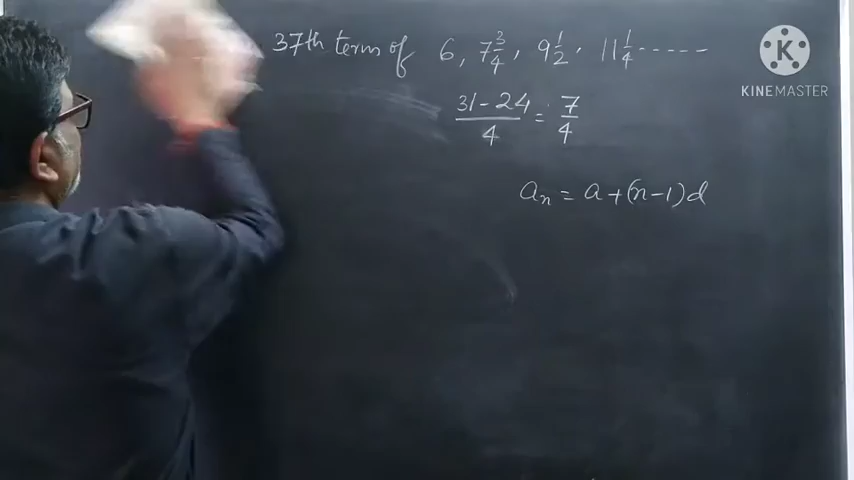 37th term of 6, 7 3/4, 9 1/2, 11 1/4 -----
31-24/4 = 7/4
aₙ = a+(n-1)d
K
KINEMASTER